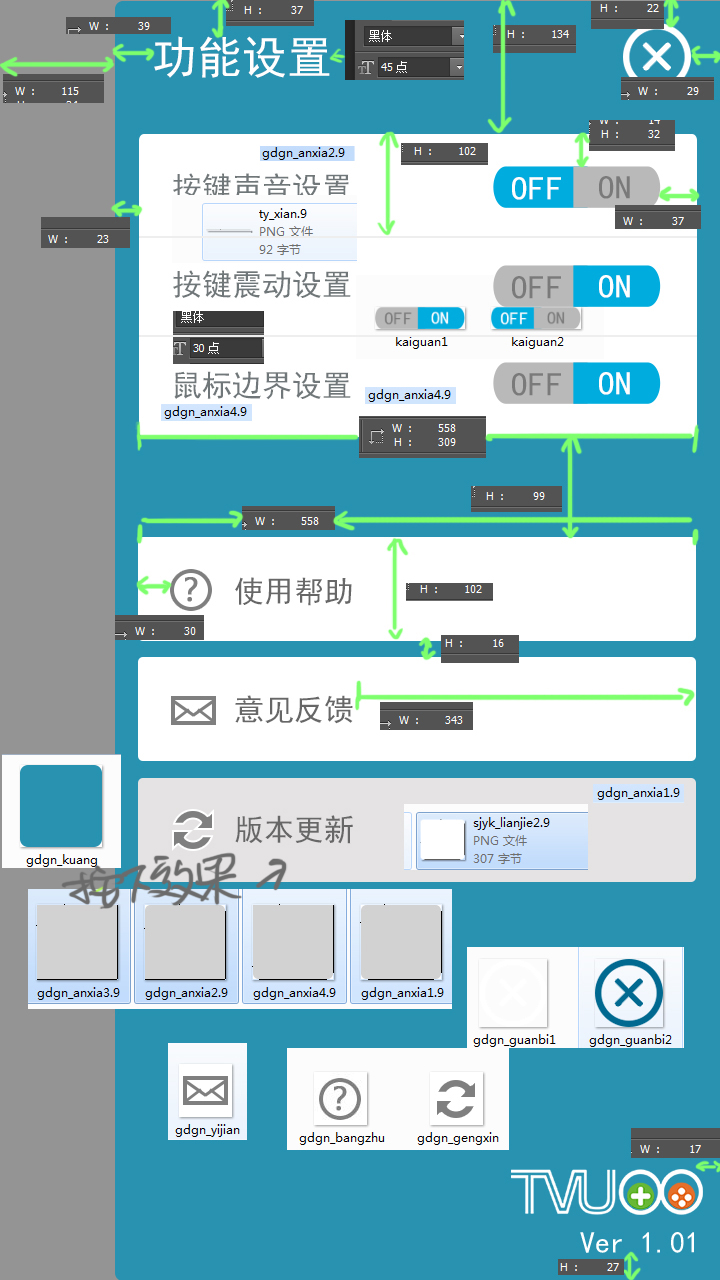 H : 37
H : 22
W : 39
功能设置
黑体
45 点
H : 134
W : 115
W : 29
H : 32
gdgn_anxia2.9
H : 102
按键声音设置
OFF ON
W : 37
ty_xian.9
PNG 文件
92 字节
W : 23
按键震动设置
OFF ON
黑体
OFF ON
OFF ON
30 点
kaiguan1
kaiguan2
鼠标边界设置
OFF ON
gdgn_anxia4.9
gdgn_anxia4.9
W : 558
H : 309
H : 99
W : 558
使用帮助
H : 102
W : 30
H : 16
意见反馈
W : 343
gdgn_anxia1.9
版本更新
sjyk_lianjie2.9
PNG 文件
307 字节
gdgn_kuang
按下效果
gdgn_anxia3.9
gdgn_anxia2.9
gdgn_anxia4.9
gdgn_anxia1.9
gdgn_guanbi1
gdgn_guanbi2
gdgn_yijian
gdgn_bangzhu
gdgn_gengxin
W : 17
TVUOO
Ver 1.01
H : 27